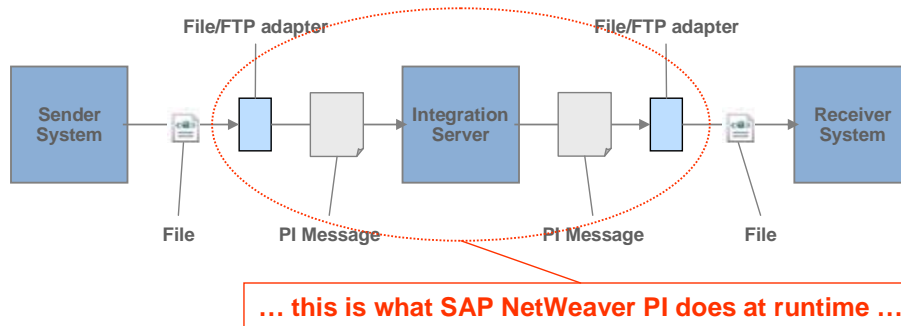 File/FTP adapter
File/FTP adapter
Sender
System
Integration
Server
Receiver
System
File
PI Message
PI Message
File
… this is what SAP NetWeaver PI does at runtime …